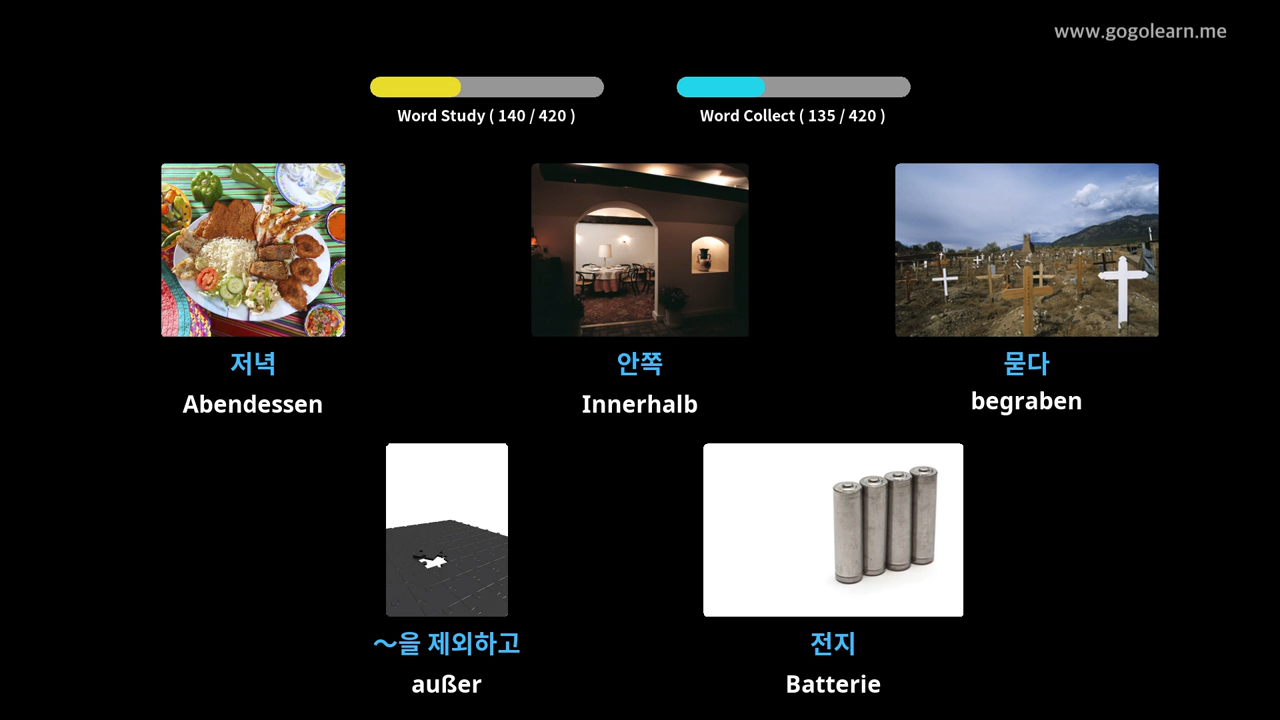 www.gogolearn.me
Word Study ( 140 / 420 )
Word Collect ( 135 / 420 )
저녁
Abendessen
안쪽
Innerhalb
묻다
begraben
～을 제외하고
außer
전지
Batterie